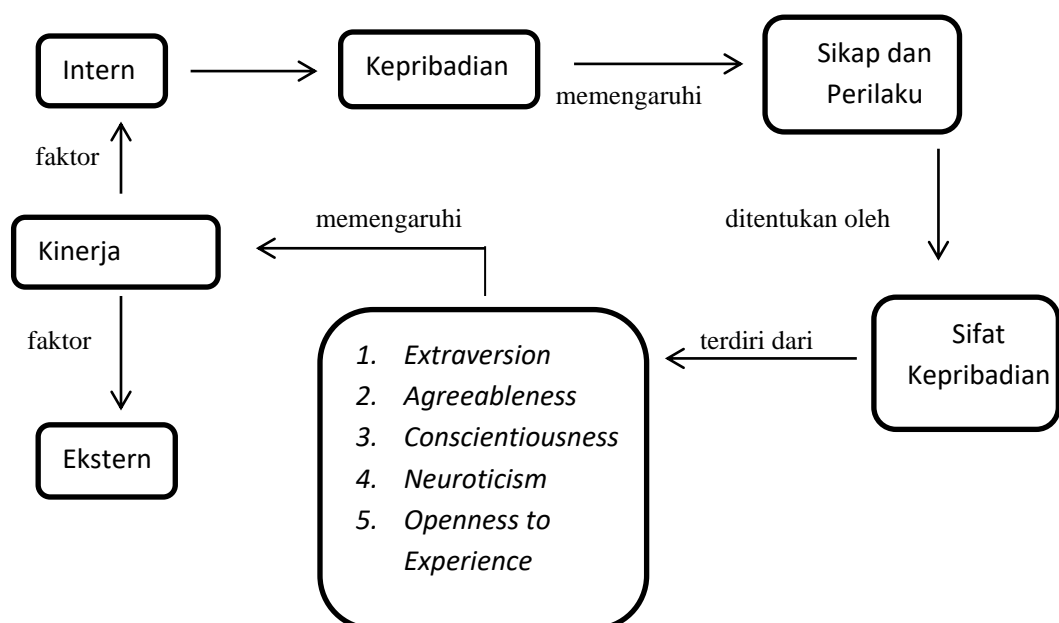 Intern
Kepribadian
Sikap dan
Perilaku
memengaruhi
faktor
Kinerja
memengaruhi
ditentukan oleh
faktor
Ekstern
1. Extraversion
2. Agreeableness
3. Conscientiousness
4. Neuroticism
5. Openness to
Experience
terdiri dari
Sifat
Kepribadian